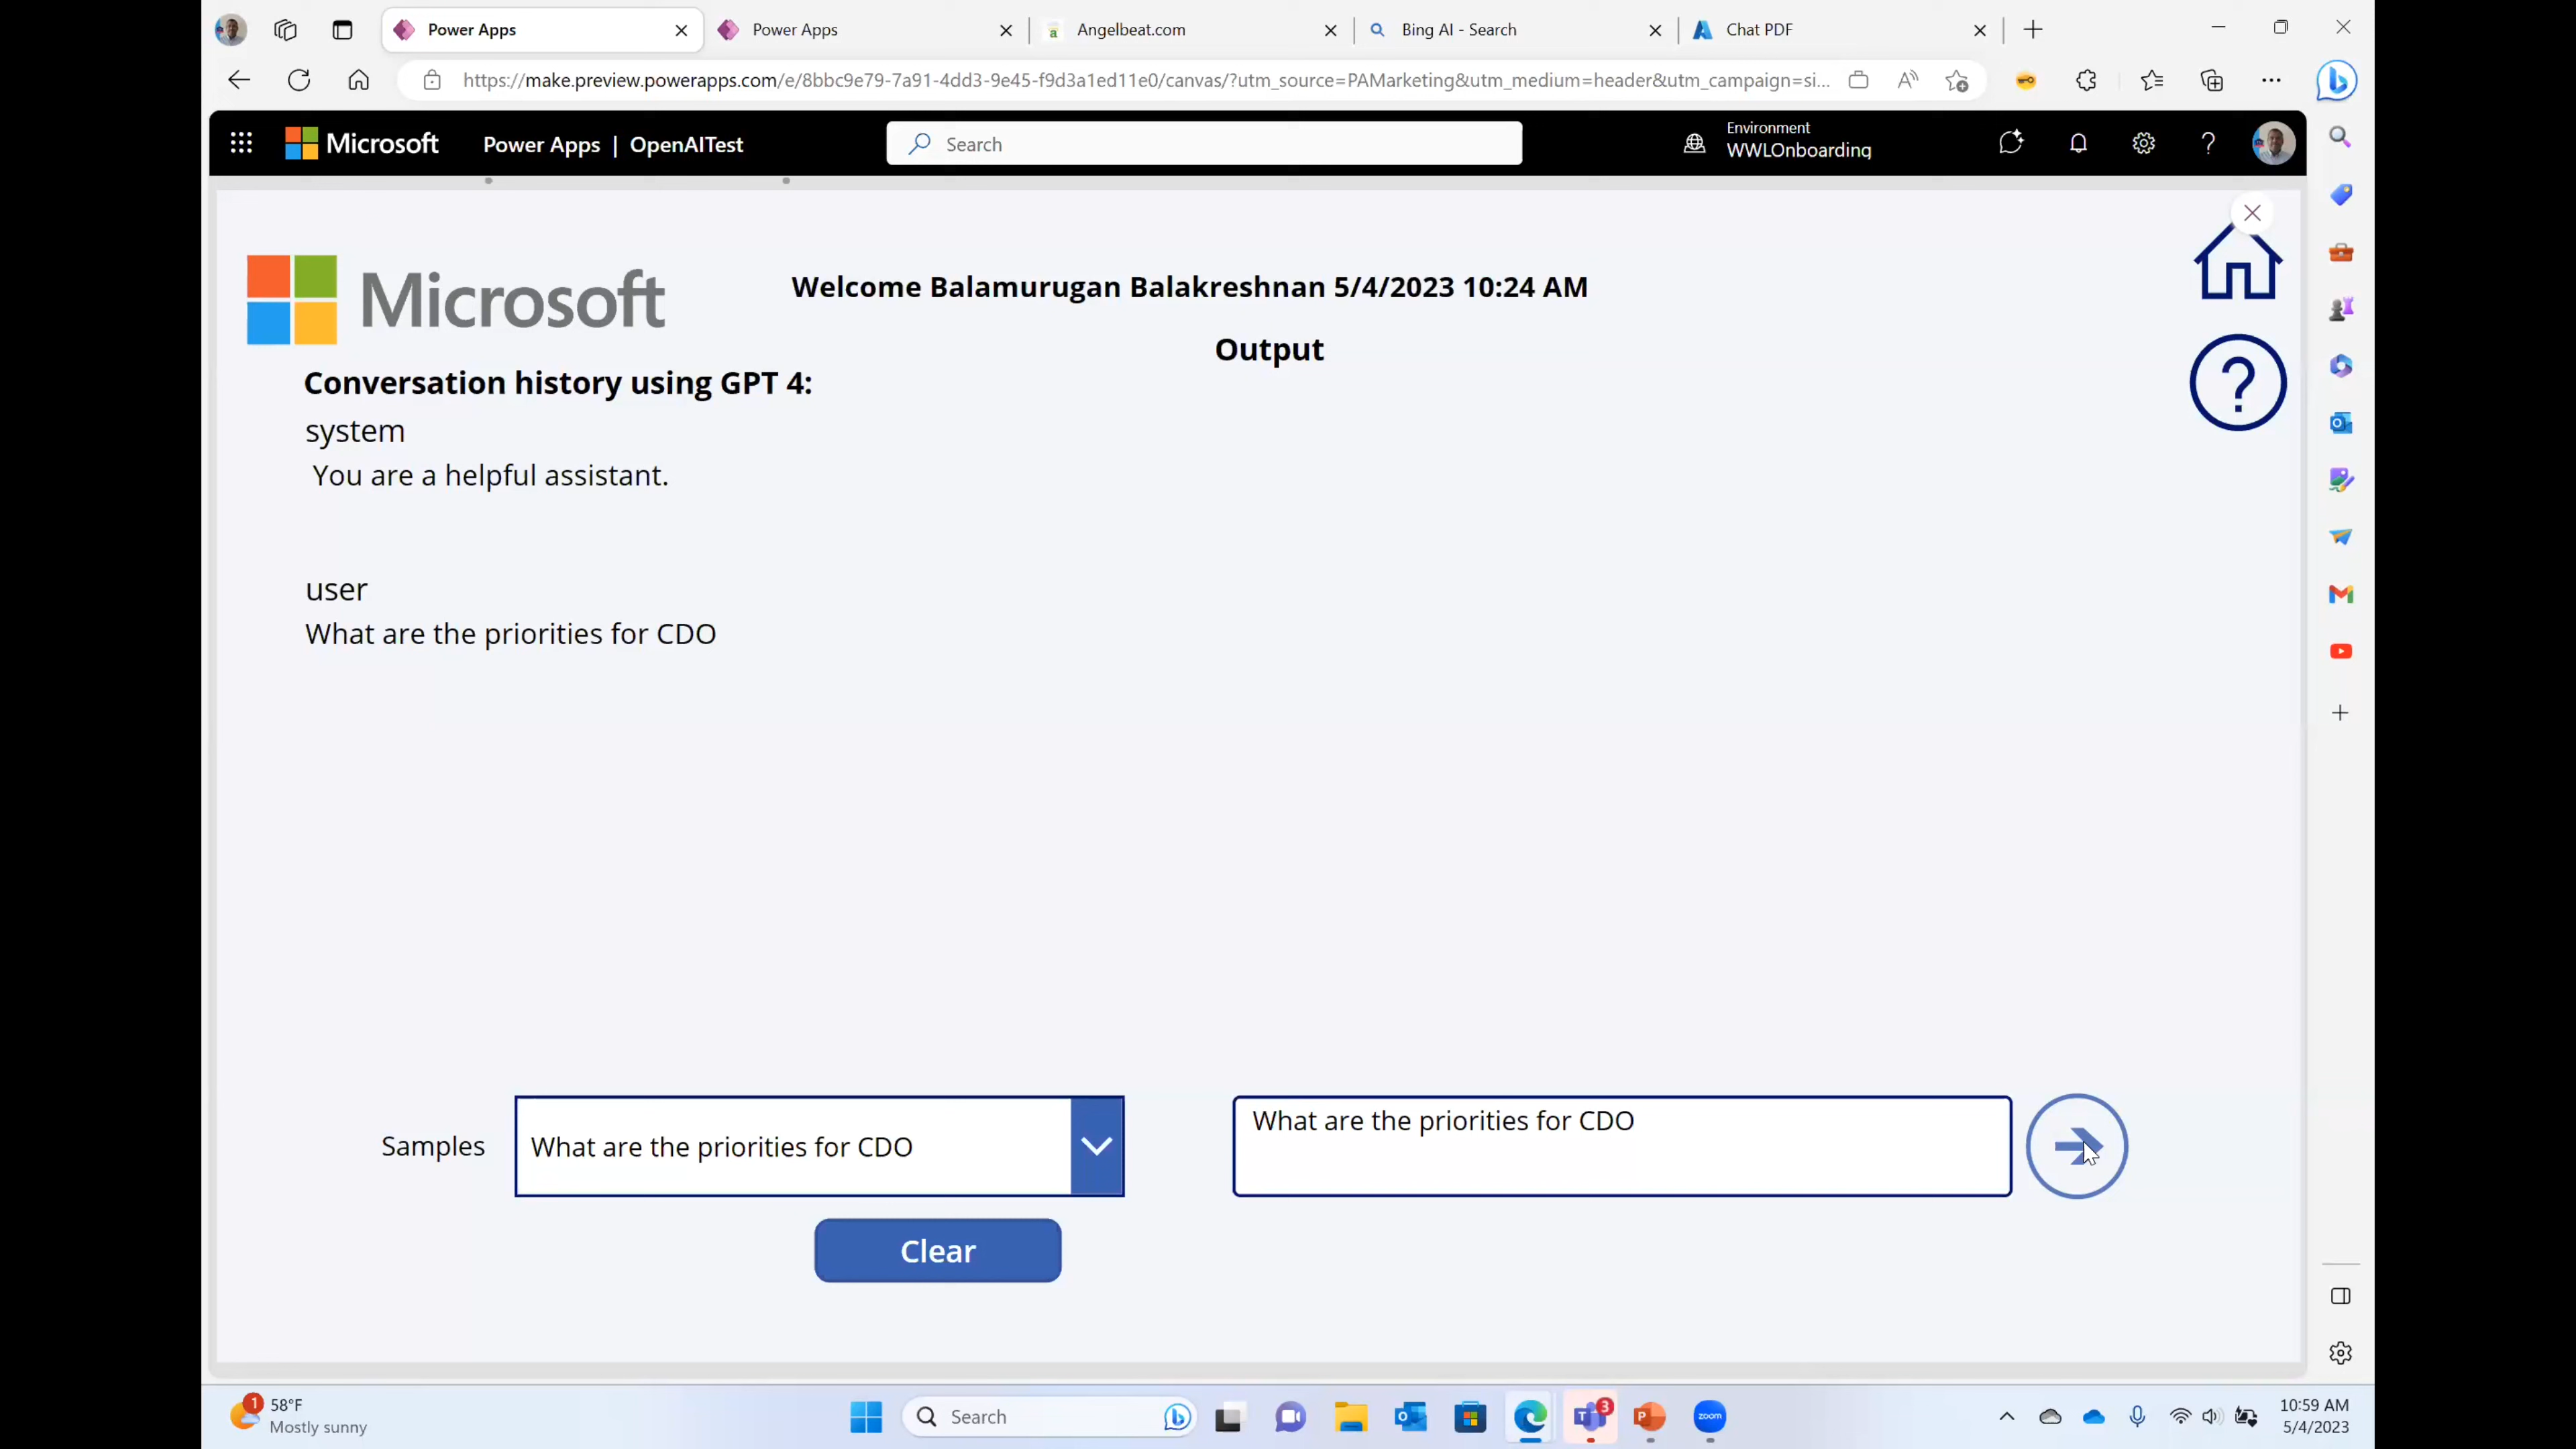 Power Apps
Power Apps
Angelbeat.com
Bing AI - Search
Chat PDF
https://make.preview.powerapps.com/e/8bbc9e79-7a91-4dd3-9e45-f9d3a1ed11e0/canvas/?utm_source=PAMarketing&utm_medium=header&utm_campaign=si...
Microsoft
Power Apps | OpenAITest
Search
Environment
WWLOnboarding
Microsoft
Welcome Balamurugan Balakreshnan 5/4/2023 10:24 AM
Output
Conversation history using GPT 4:
system
You are a helpful assistant.
user
What are the priorities for CDO
Samples
What are the priorities for CDO
What are the priorities for CDO
Clear
1
58°F
Mostly sunny
Search
3
zoom
10:59 AM
5/4/2023